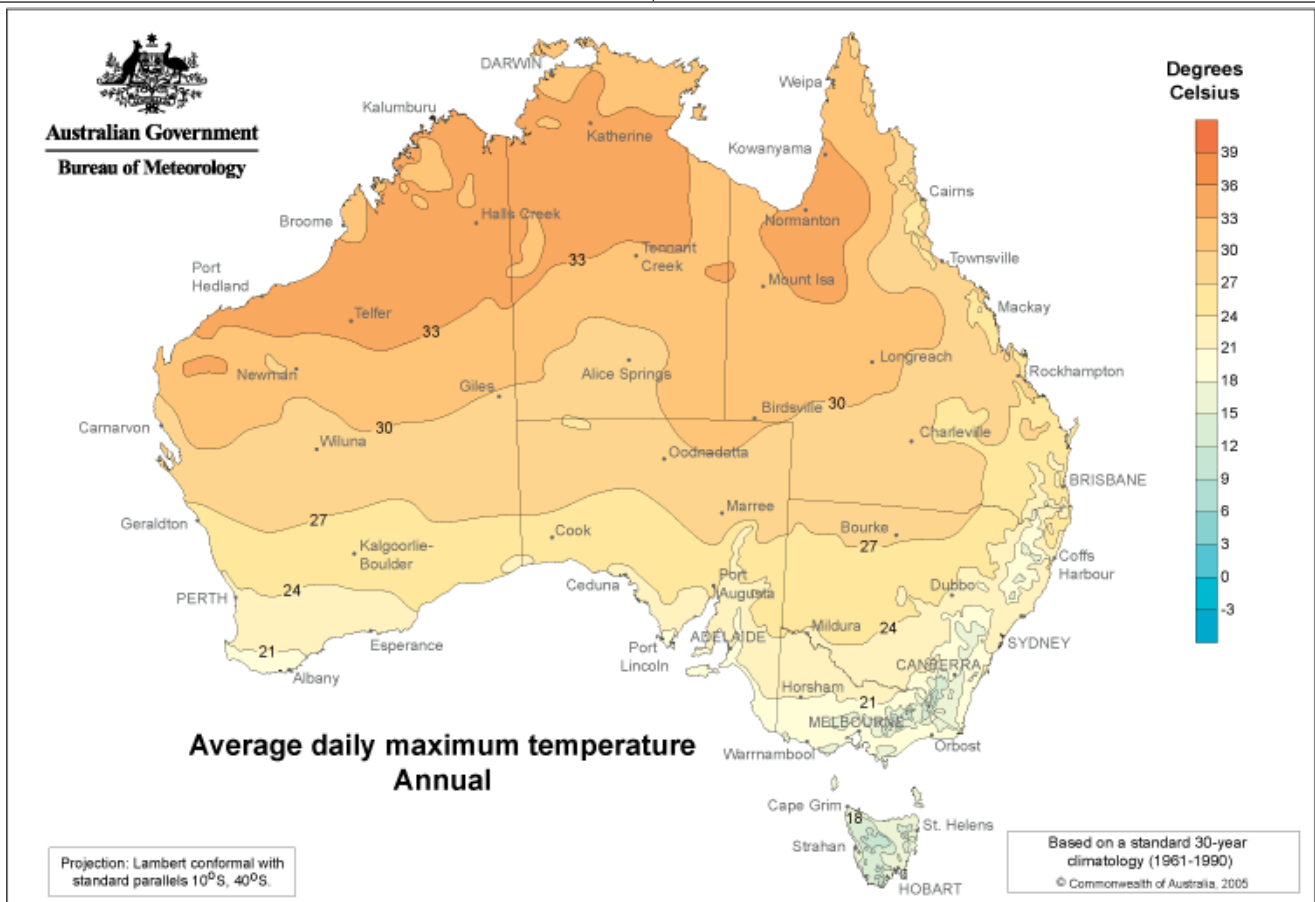 Australian Government
Bureau of Meteorology
Degrees
Celsius
39
36
33
30
27
24
21
18
15
12
9
6
3
0
-3
DARWIN
Weipa
Kalumburu
Katherine
Kowanyama
Cairns
Broome
Halls Creek
Normanton
Tennant
Creek
33
Townsville
Port
Hedland
Mount Isa
Telfer
33
Mackay
Newman
Alice Springs
Longreach
Rockhampton
Giles
Birdsville
30
Carnarvon
30
Wiluna
Oodnadatta
Charleville
BRISBANE
Geraldton
27
Marree
Cook
Bourke
27
Kalgoorlie-
Boulder
Coffs
Harbour
PERTH
24
Ceduna
Port
Augusta
Dubbo
Mildura
24
SYDNEY
21
Albany
Esperance
Port
Lincoln
ADELAIDE
CANBERRA
Horsham
21
MELBOURNE
Warrnambool
Orbost
Average daily maximum temperature
Annual
Cape Grim
18
St. Helens
Strahan
HOBART
Projection: Lambert conformal with
standard parallels 10°S, 40°S.
Based on a standard 30-year
climatology (1961-1990)
© Commonwealth of Australia, 2005